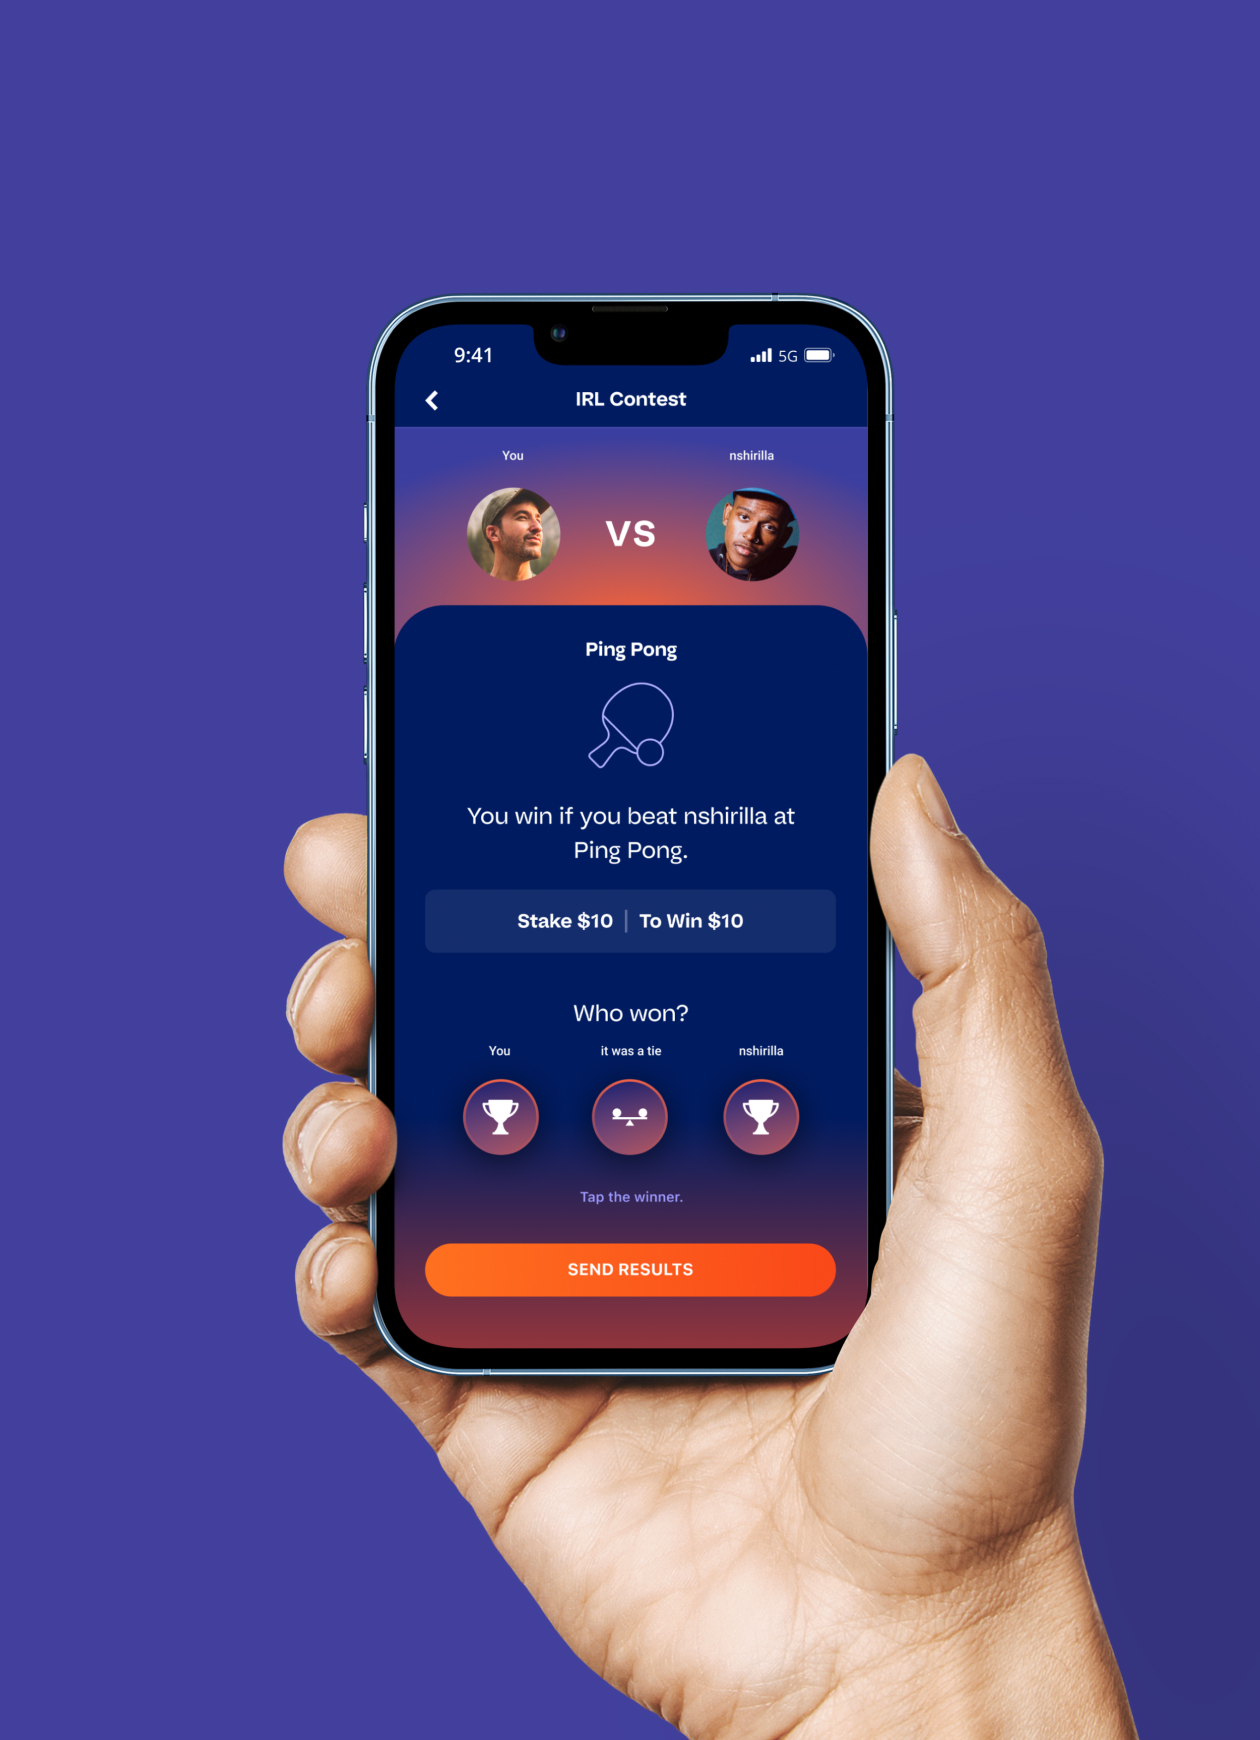 9:41
5G
IRL Contest
You
nshirilla
VS
Ping Pong
You win if you beat nshirilla at
Ping Pong.
Stake $10 | To Win $10
Who won?
You
it was a tie
nshirilla
Tap the winner.
SEND RESULTS